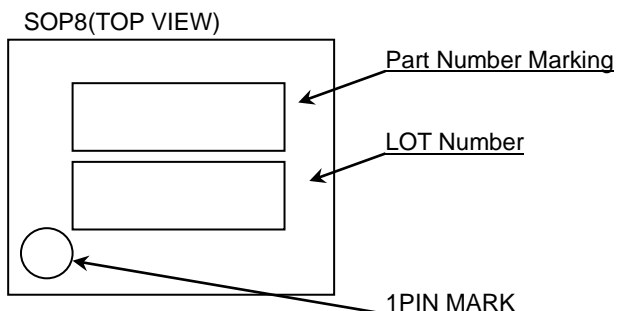 SOP8(TOP VIEW)
Part Number Marking
LOT Number
1PIN MARK